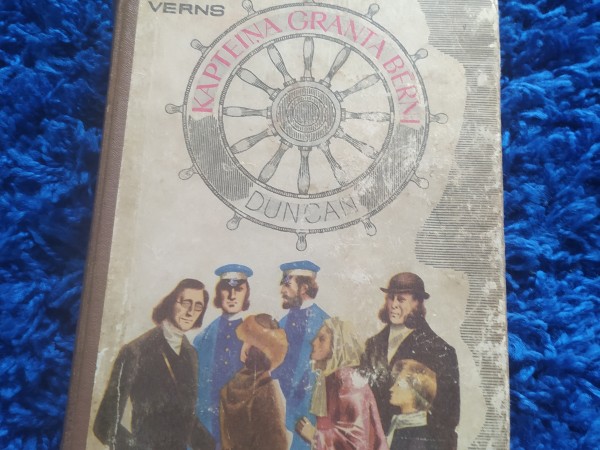 VERNS
KAPTEIŅA GRANTA BĒRNI
DUNCAN